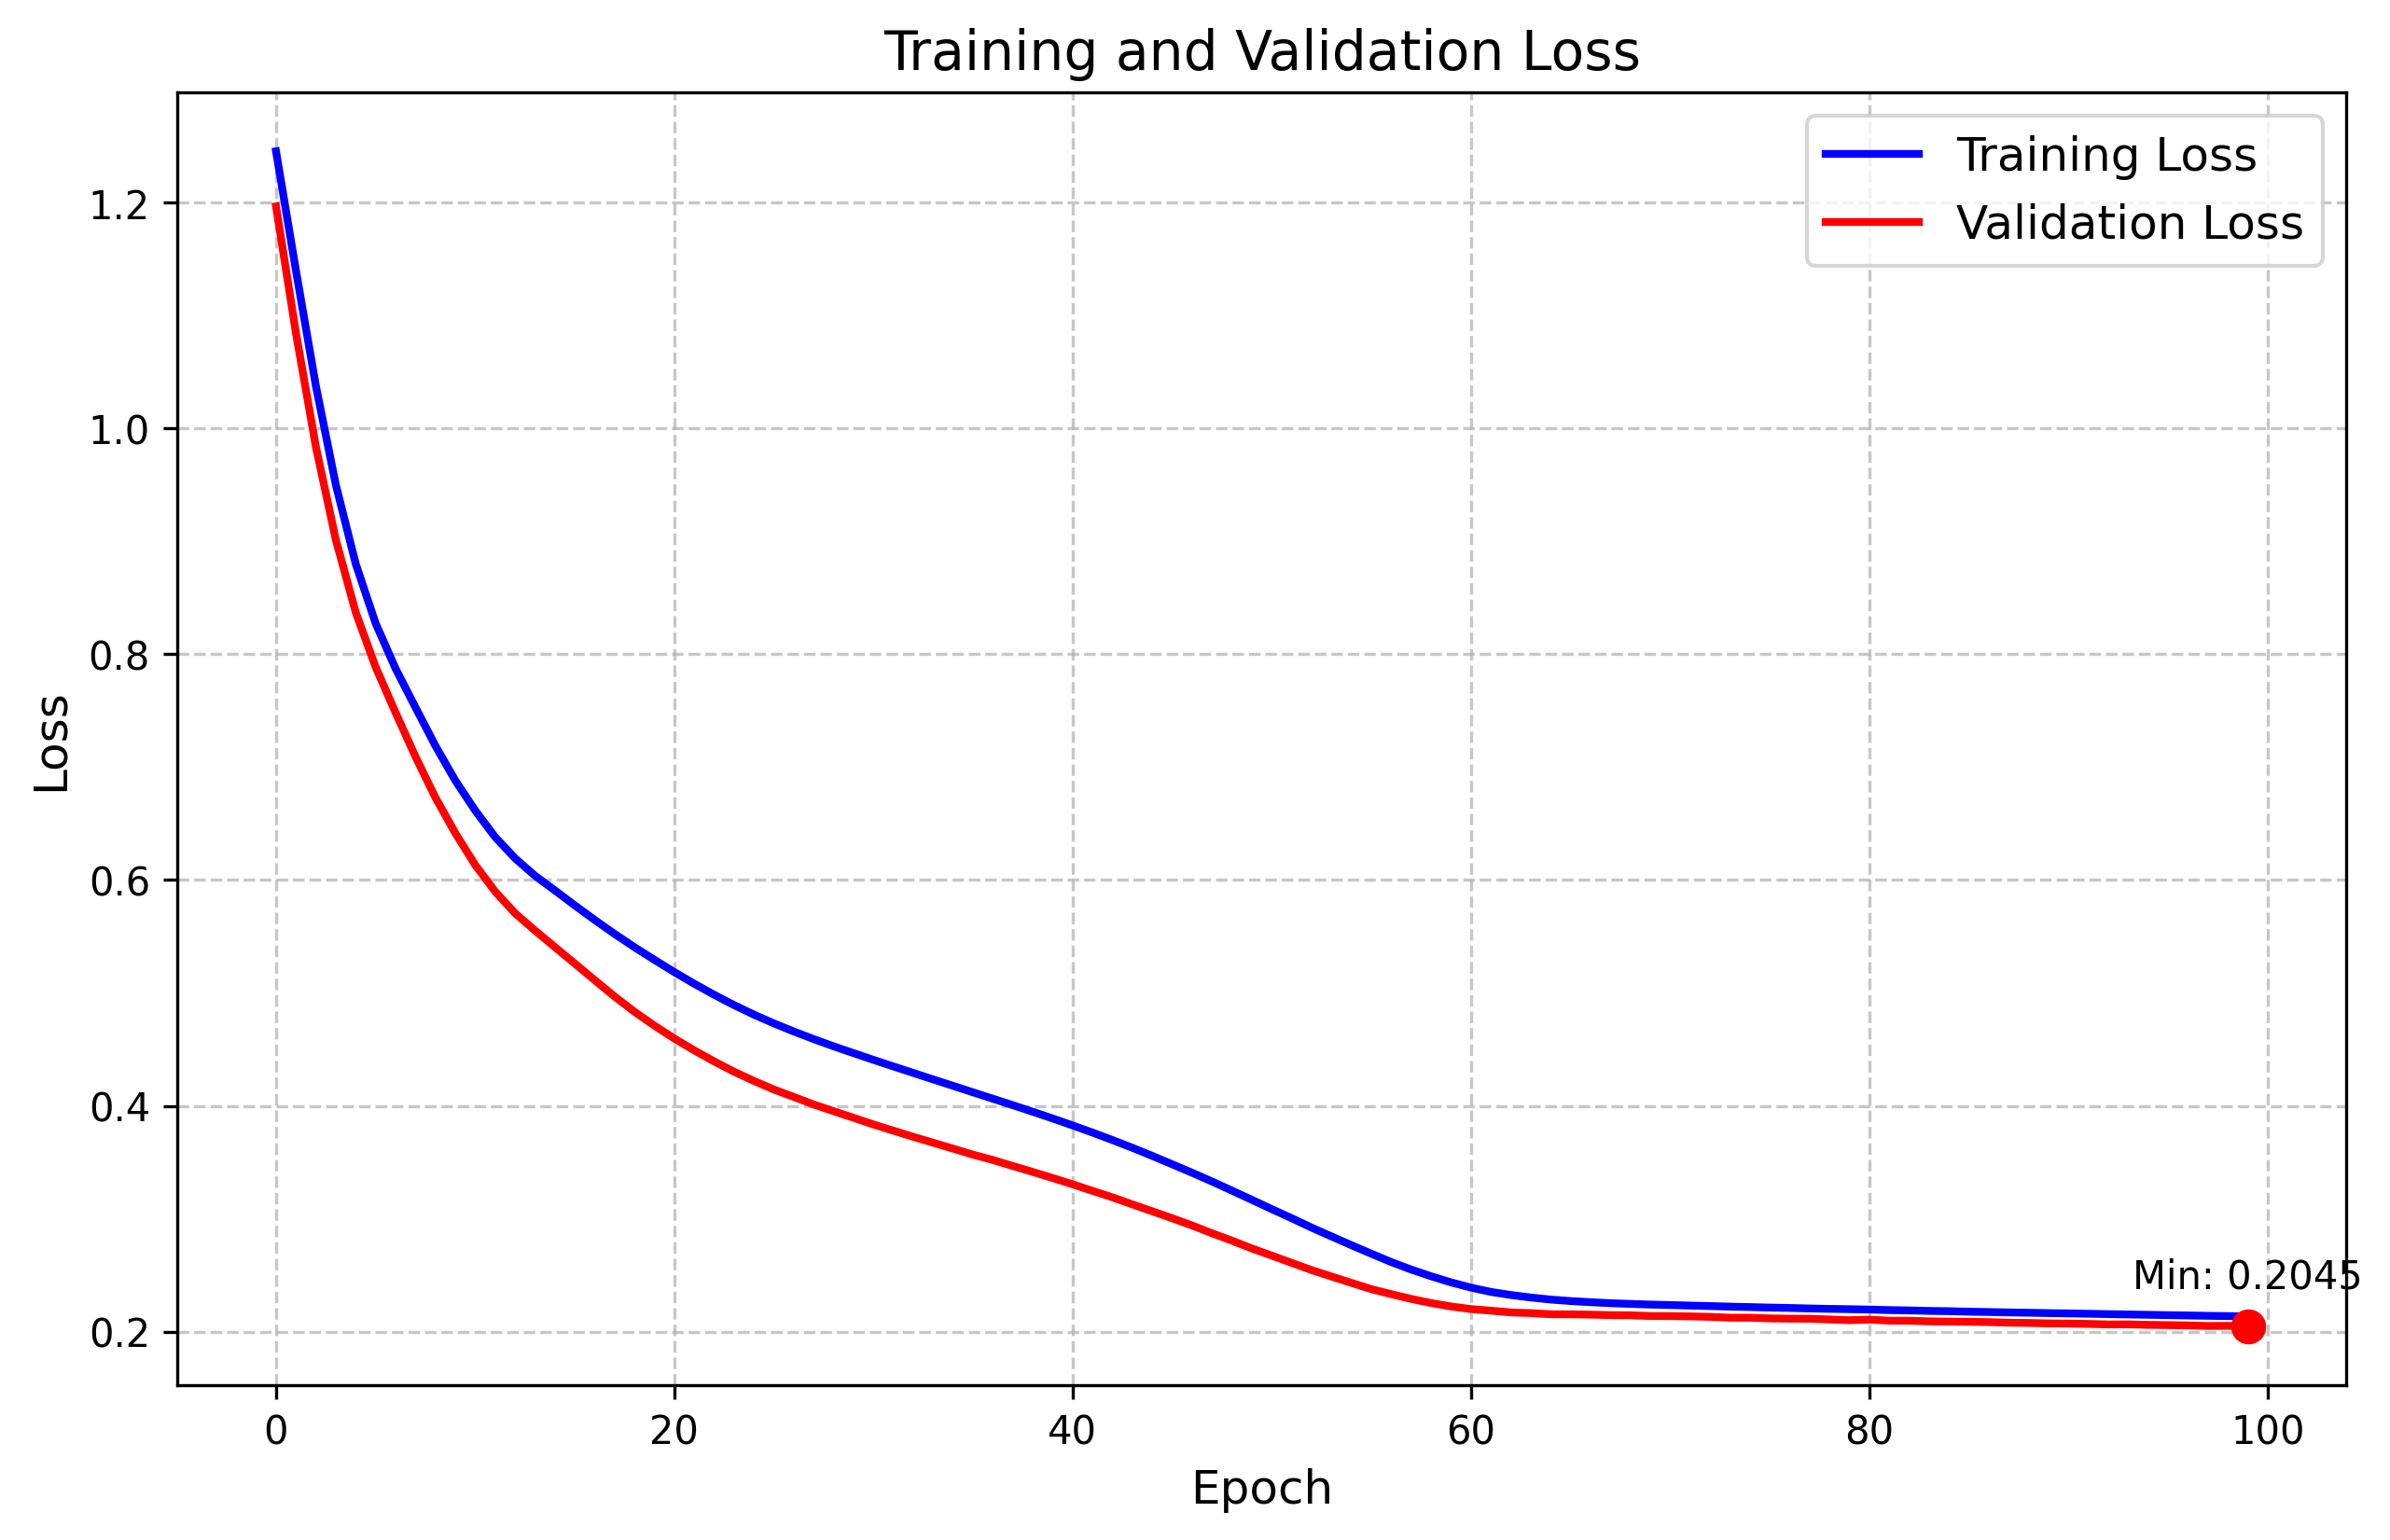 Training and Validation Loss
Training Loss
Validation Loss
1.2
1.0
0.8
0.6
0.4
0.2
Loss
Min: 0.2045
0 20 40 60 80 100
Epoch